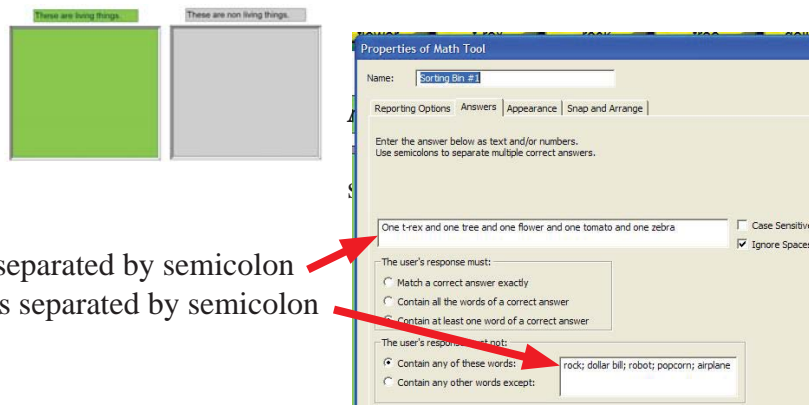 These are living things.
These are non living things.
Properties of Math Tool
Name:
Sorting Bin #1
Reporting Options
Answers
Appearance
Snap and Arrange
Enter the answer below as text and/or numbers.
Use semicolons to separate multiple correct answers.
One t-rex and one tree and one flower and one tomato and one zebra
Case Sensitive
Ignore Spaces
separated by semicolon
s separated by semicolon
The user's response must:
Match a correct answer exactly
Contain all the words of a correct answer
Contain at least one word of a correct answer
The user's response must not:
Contain any of these words:
rock; dollar bill; robot; popcorn; airplane
Contain any other words except: